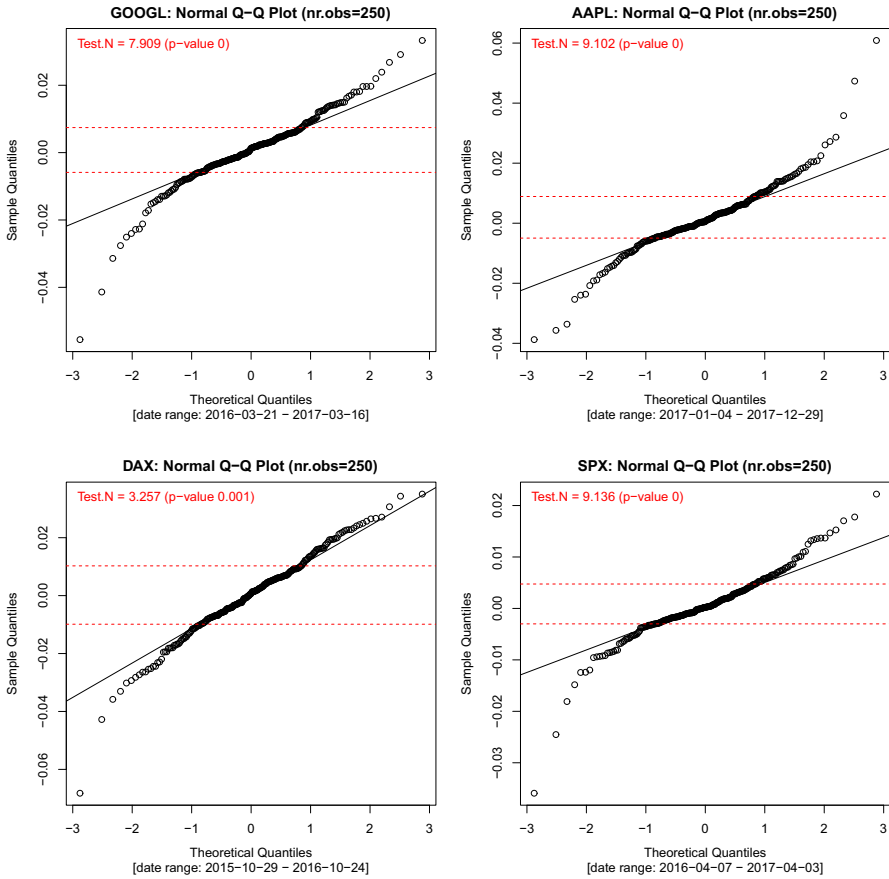 GOOGL: Normal Q−Q Plot (nr.obs=250)
Test.N = 7.909 (p−value 0)
Sample Quantiles
0.02
0.00
−0.02
−0.04
−3 −2 −1 0 1 2 3
Theoretical Quantiles
[date range: 2016−03−21 − 2017−03−16]
AAPL: Normal Q−Q Plot (nr.obs=250)
Test.N = 9.102 (p−value 0)
Sample Quantiles
0.06
0.04
0.02
0.00
−0.02
−0.04
−3 −2 −1 0 1 2 3
Theoretical Quantiles
[date range: 2017−01−04 − 2017−12−29]
DAX: Normal Q−Q Plot (nr.obs=250)
Test.N = 3.257 (p−value 0.001)
Sample Quantiles
0.02
0.00
−0.02
−0.04
−0.06
−3 −2 −1 0 1 2 3
Theoretical Quantiles
[date range: 2015−10−29 − 2016−10−24]
SPX: Normal Q−Q Plot (nr.obs=250)
Test.N = 9.136 (p−value 0)
Sample Quantiles
0.02
0.01
0.00
−0.01
−0.02
−0.03
−3 −2 −1 0 1 2 3
Theoretical Quantiles
[date range: 2016−04−07 − 2017−04−03]